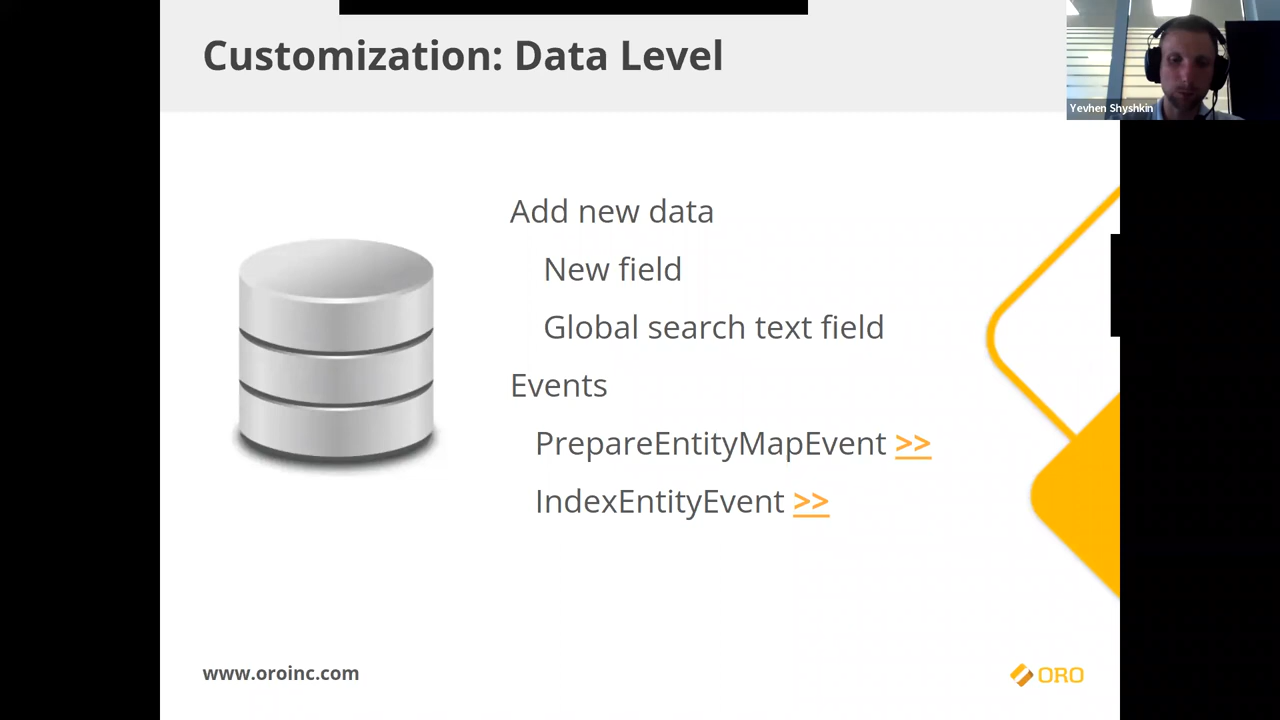 Customization: Data Level
Yevhen Shyshkin
Add new data
New field
Global search text field
Events
PrepareEntityMapEvent >>
IndexEntityEvent >>
www.oroinc.com
ORO